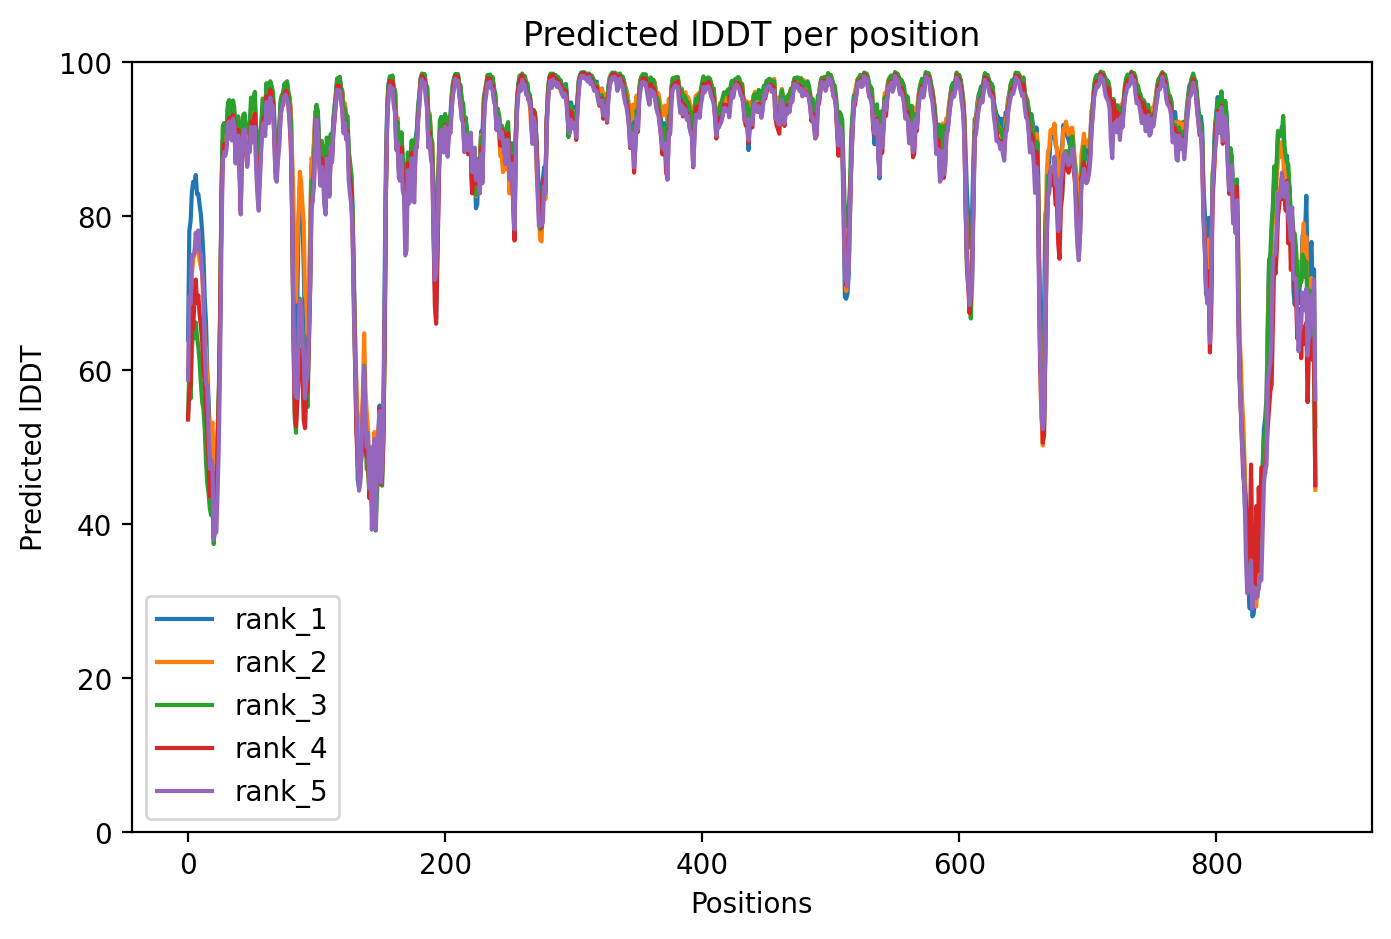 Predicted lDDT per position
Predicted lDDT
100
80
60
40
20
0
rank_1
rank_2
rank_3
rank_4
rank_5
0 200 400 600 800
Positions